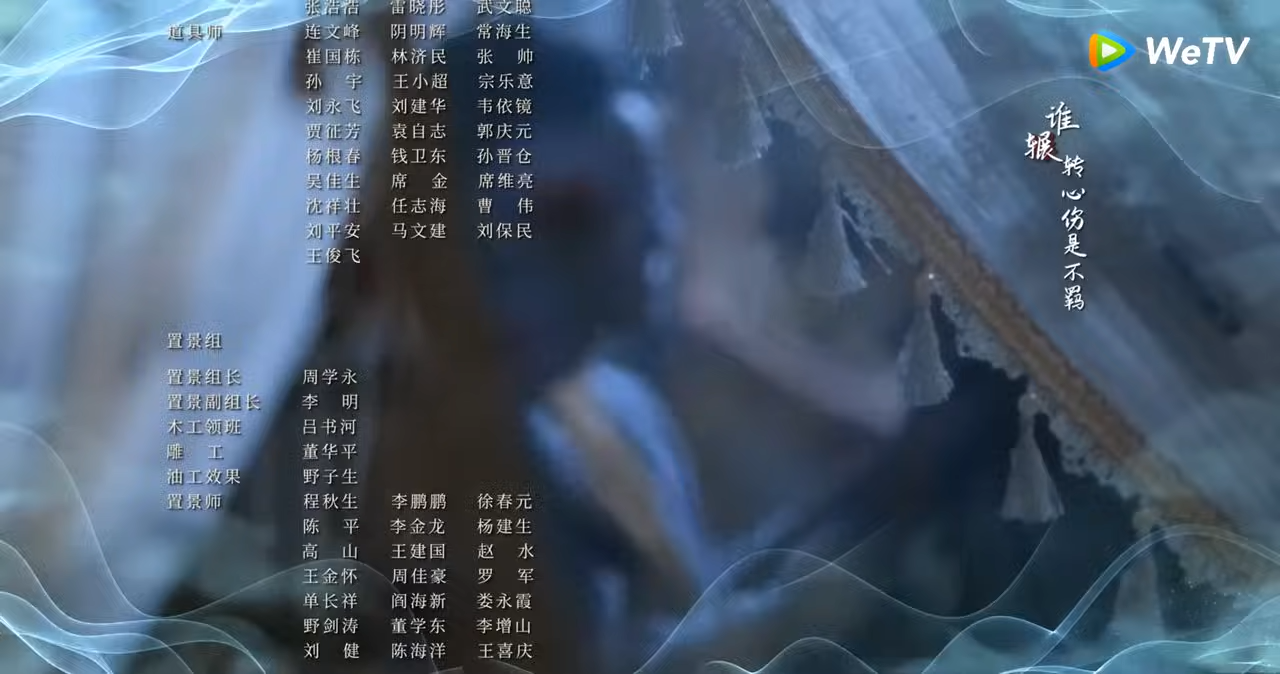 张浩浩 雷晓彤 武文聪
道具师 连文峰 阴明辉 常海生
崔国栋 林济民 张 帅
孙 宇 王小超 宗乐意
刘永飞 刘建华 韦依镜
贾征芳 袁自志 郭庆元
杨根春 钱卫东 孙晋仓
吴佳生 席 金 席维亮
沈祥壮 任志海 曹 伟
刘平安 马文建 刘保民
王俊飞
置景组
置景组长 周学永
置景副组长 李 明
木工领班 吕书河
雕 工 董华平
油工效果 野子生
置景师 程秋生 李鹏鹏 徐春元
陈 平 李金龙 杨建生
高 山 王建国 赵 水
王金怀 周佳豪 罗 军
单长祥 阎海新 娄永霞
野剑涛 董学东 李增山
刘 健 陈海洋 王喜庆
WeTV
谁辗转心伤是不羁